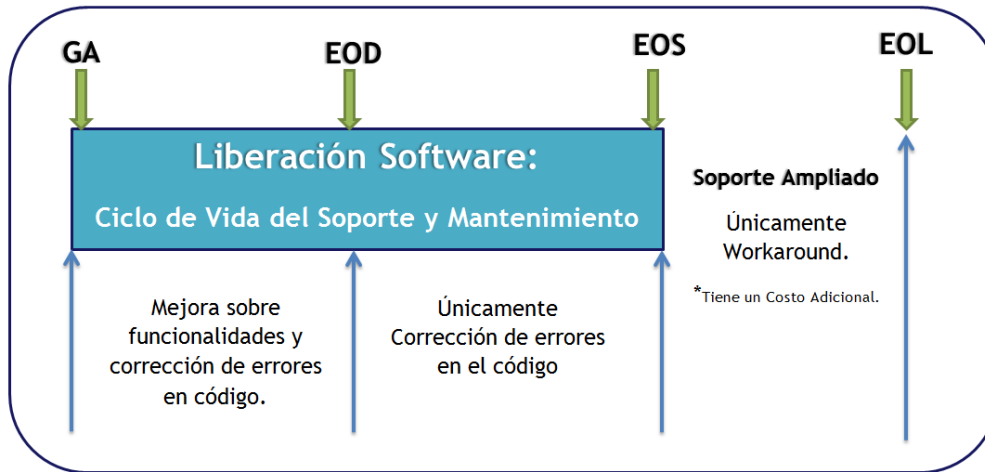 GA
EOD
EOS
EOL
Liberación Software:
Ciclo de Vida del Soporte y Mantenimiento
Soporte Ampliado
Únicamente
Workaround.
*Tiene un Costo Adicional.
Mejora sobre
funcionalidades y
corrección de errores
en código.
Únicamente
Corrección de errores
en el código